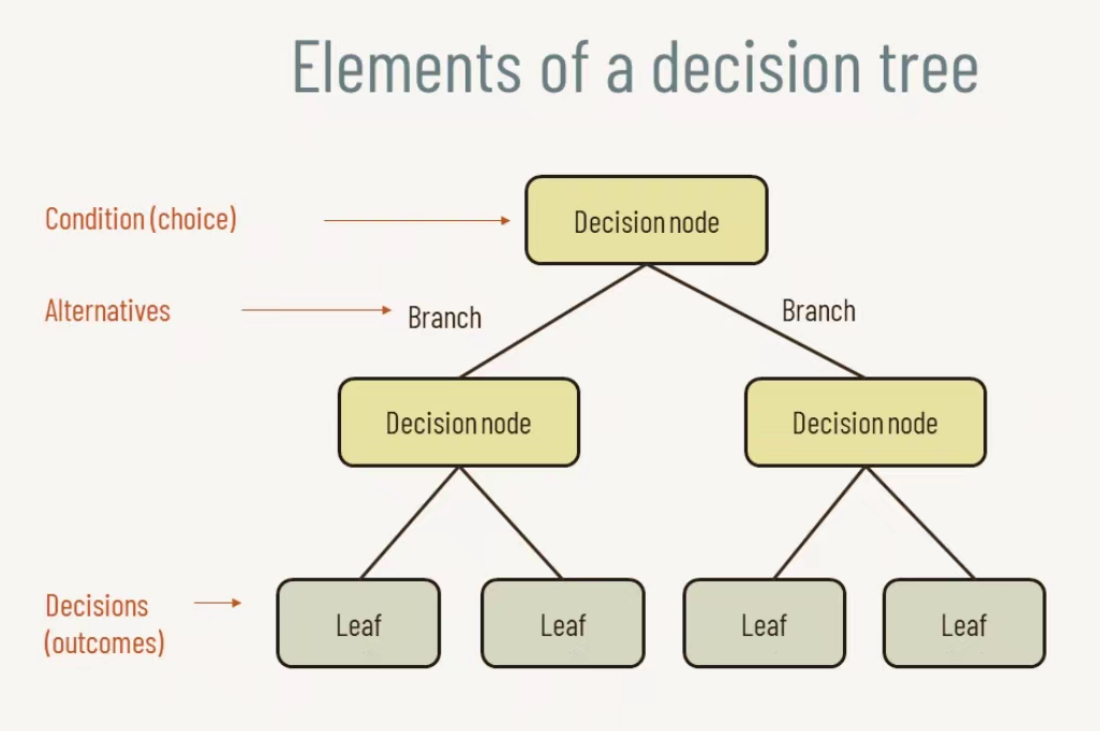 Elements of a decision tree
Condition (choice)
Decision node
Alternatives
Branch
Branch
Decision node
Decision node
Decisions
(outcomes)
Leaf
Leaf
Leaf
Leaf